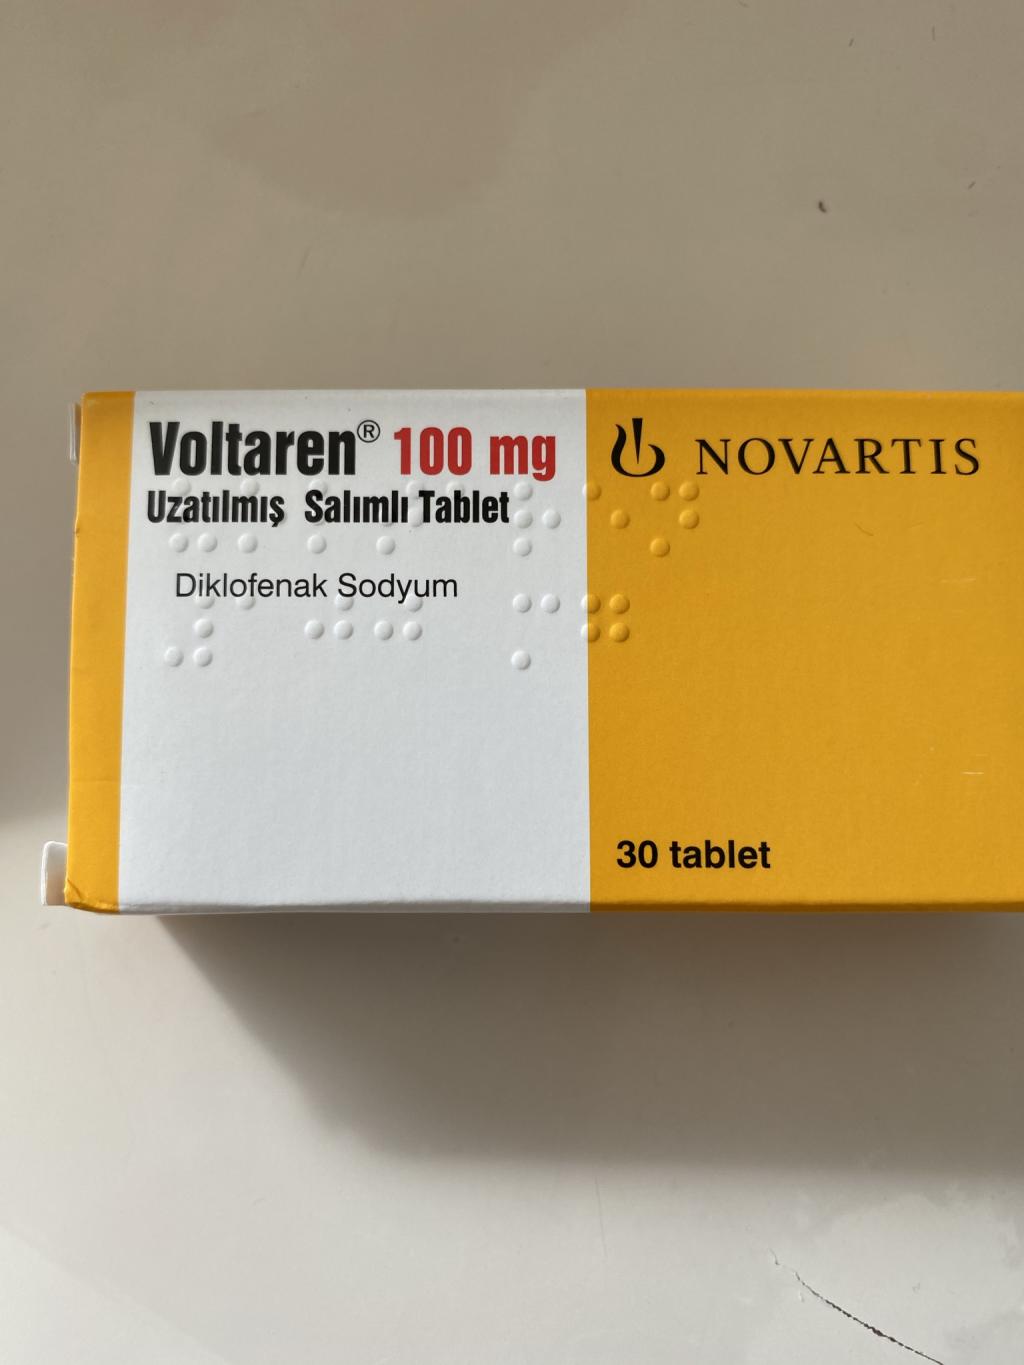 Voltaren® 100 mg
Uzatılmış Salımlı Tablet
Diklofenak Sodyum
NOVARTIS
30 tablet